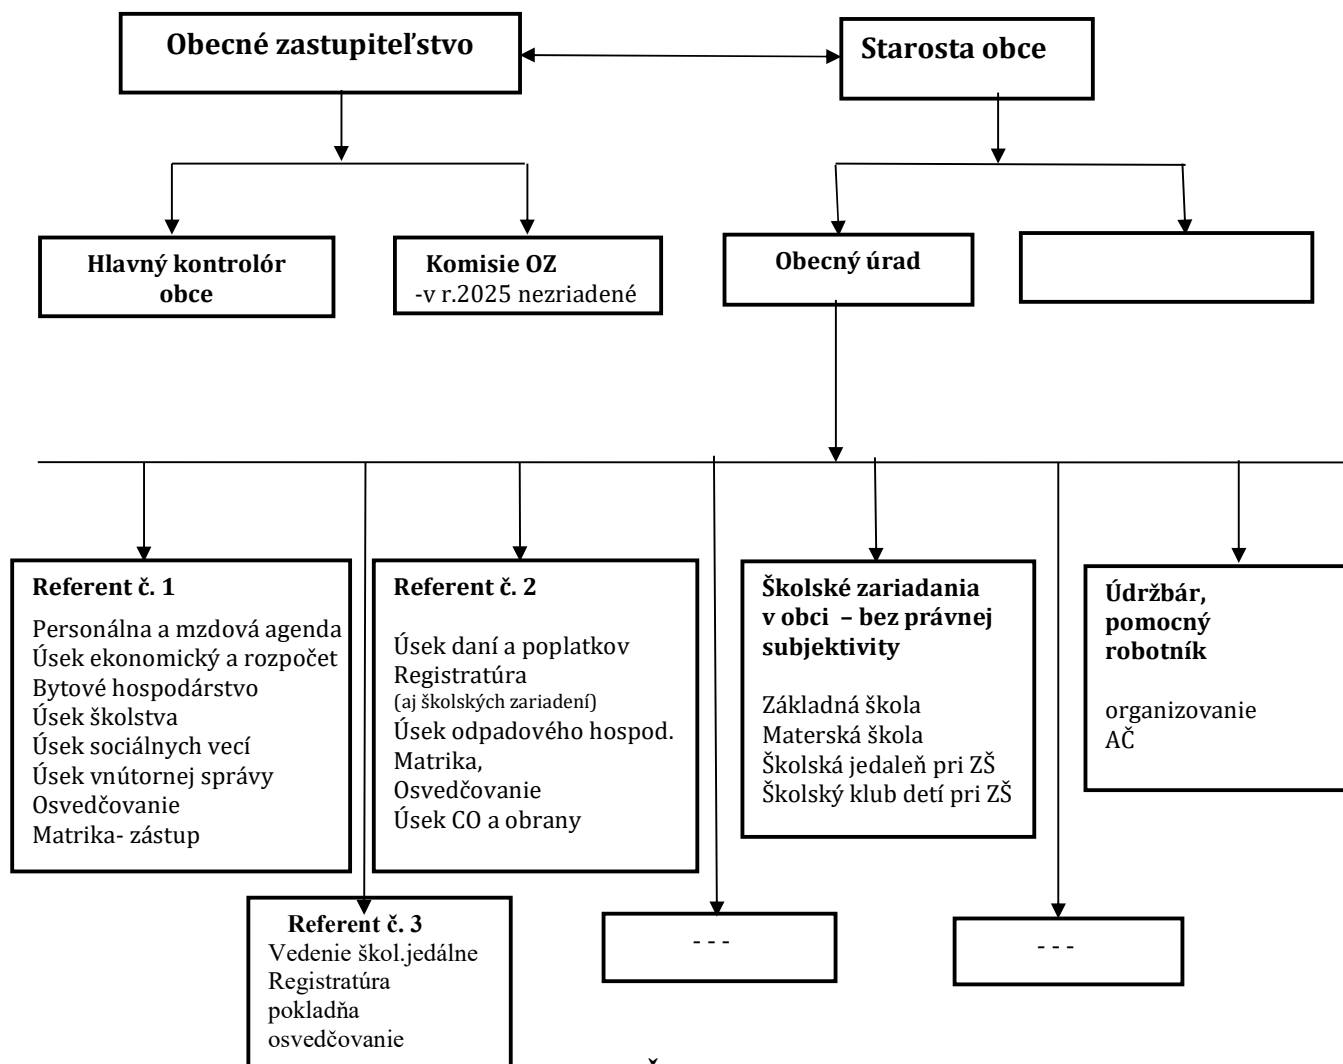 Obecné zastupiteľstvo
Starosta obce
Hlavný kontrolór
obce
Komisie OZ
-v r.2025 nezriadené
Obecný úrad
Referent č. 1
Personálna a mzdová agenda
Úsek ekonomický a rozpočet
Bytové hospodárstvo
Úsek školstva
Úsek sociálnych vecí
Úsek vnútornej správy
Osvedčovanie
Matrika- zástup
Referent č. 2
Úsek daní a poplatkov
Registratúra
(aj školských zariadení)
Úsek odpadového hospod.
Matrika,
Osvedčovanie
Úsek CO a obrany
Školské zariadania
v obci – bez právnej
subjektivity
Základná škola
Materská škola
Školská jedaleň pri ZŠ
Školský klub detí pri ZŠ
Údržbár,
pomocný
robotník
organizovanie
AČ
Referent č. 3
Vedenie škol.jedálne
Registratúra
pokladňa
osvedčovanie
- - -
- - -